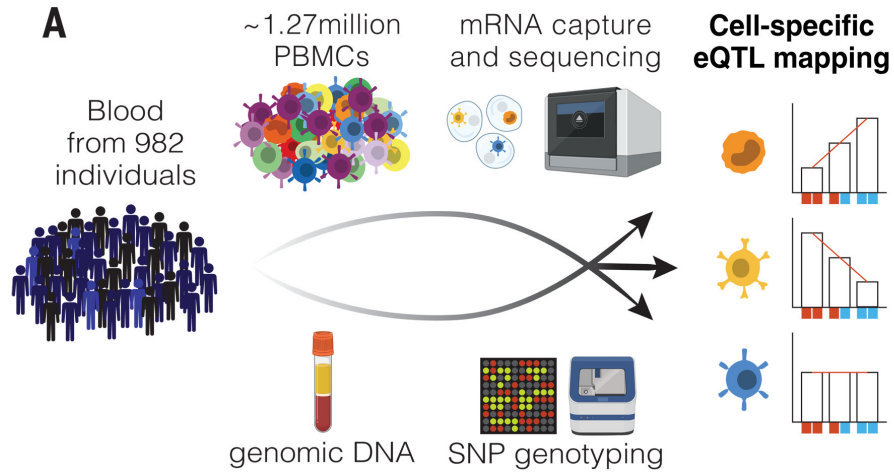 A
Blood
from 982
individuals
~1.27million
PBMCs
mRNA capture
and sequencing
Cell-specific
eQTL mapping
genomic DNA
SNP genotyping